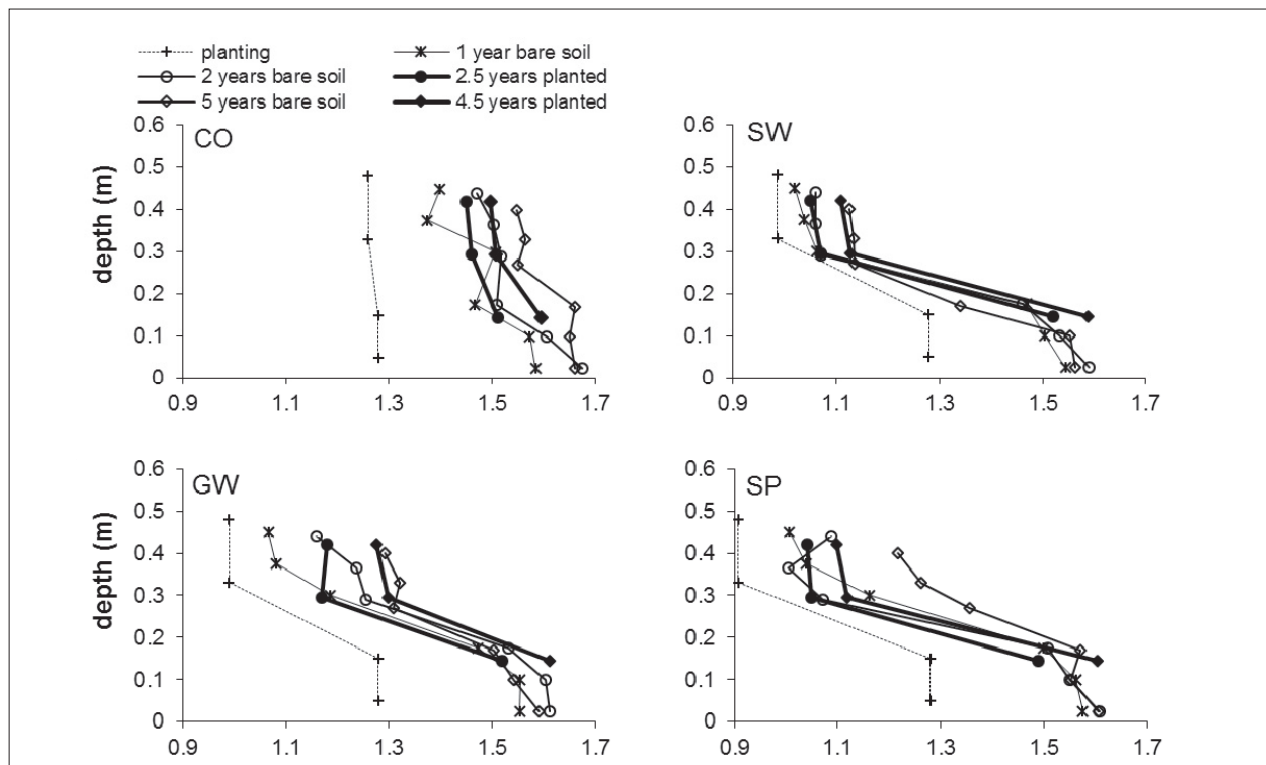 planting
1 year bare soil
2 years bare soil
2.5 years planted
5 years bare soil
4.5 years planted
CO
depth (m)
0.6
0.5
0.4
0.3
0.2
0.1
0
0.9 1.1 1.3 1.5 1.7
SW
0.6
0.5
0.4
0.3
0.2
0.1
0
0.9 1.1 1.3 1.5 1.7
GW
depth (m)
0.6
0.5
0.4
0.3
0.2
0.1
0
0.9 1.1 1.3 1.5 1.7
SP
0.6
0.5
0.4
0.3
0.2
0.1
0
0.9 1.1 1.3 1.5 1.7